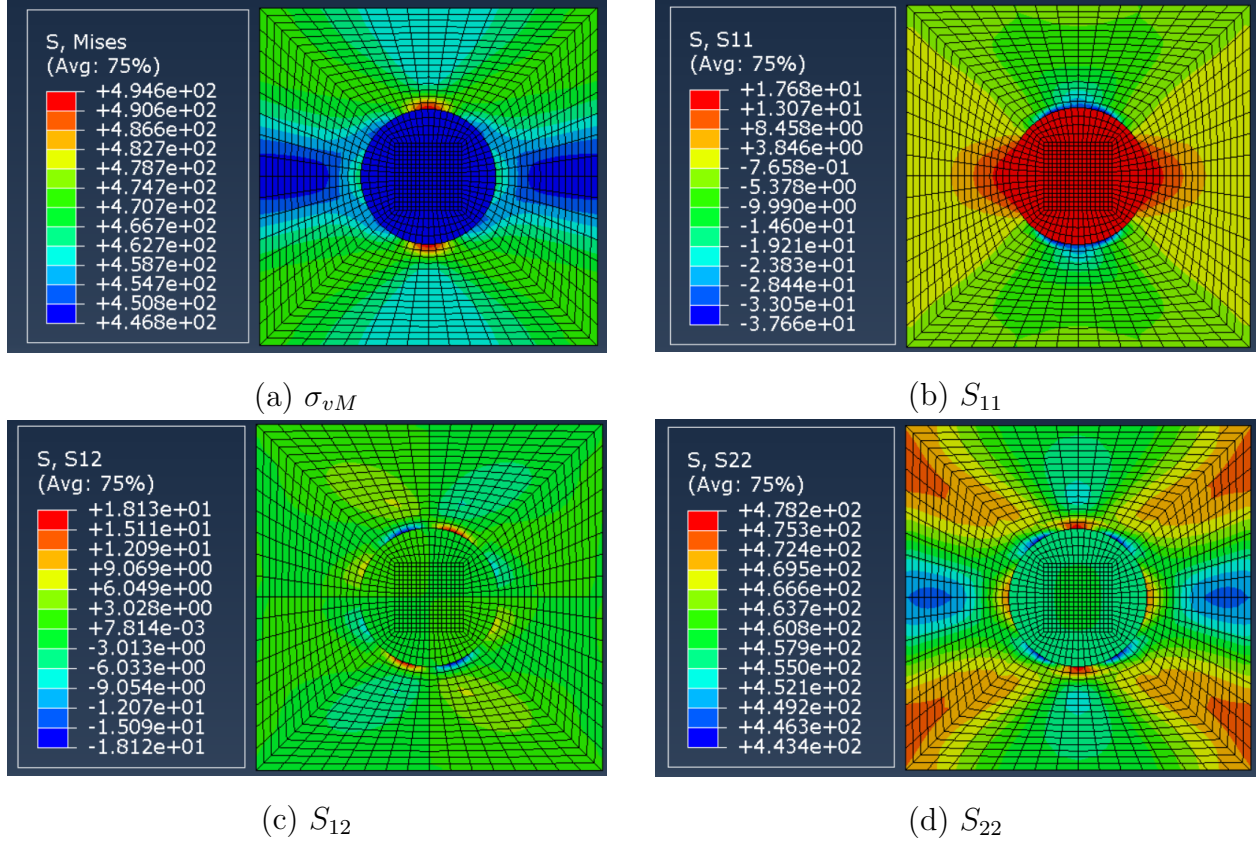 S, Mises
(Avg: 75%)
+4.946e+02
+4.906e+02
+4.866e+02
+4.827e+02
+4.787e+02
+4.747e+02
+4.707e+02
+4.667e+02
+4.627e+02
+4.587e+02
+4.547e+02
+4.508e+02
+4.468e+02
(a) σvM
S, S11
(Avg: 75%)
+1.768e+01
+1.307e+01
+8.458e+00
+3.846e+00
-7.658e-01
-5.378e+00
-9.990e+00
-1.460e+01
-1.921e+01
-2.383e+01
-2.844e+01
-3.305e+01
-3.766e+01
(b) S11
S, S12
(Avg: 75%)
+1.813e+01
+1.511e+01
+1.209e+01
+9.069e+00
+6.049e+00
+3.028e+00
+7.814e-03
-3.013e+00
-6.033e+00
-9.054e+00
-1.207e+01
-1.509e+01
-1.812e+01
(c) S12
S, S22
(Avg: 75%)
+4.782e+02
+4.753e+02
+4.724e+02
+4.695e+02
+4.666e+02
+4.637e+02
+4.608e+02
+4.579e+02
+4.550e+02
+4.521e+02
+4.492e+02
+4.463e+02
+4.434e+02
(d) S22